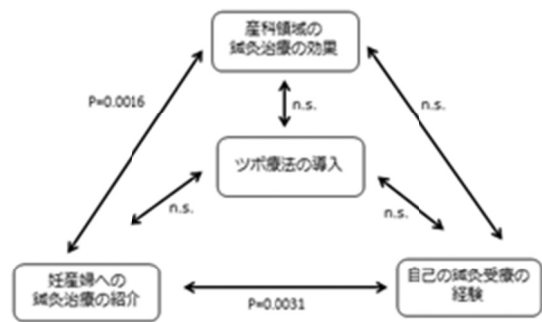 産科領域の
鍼灸治療の効果
P=0.0016
n.s.
n.s.
ツボ療法の導入
n.s.
n.s.
妊産婦への
鍼灸治療の紹介
自己の鍼灸受療の
経験
P=0.0031